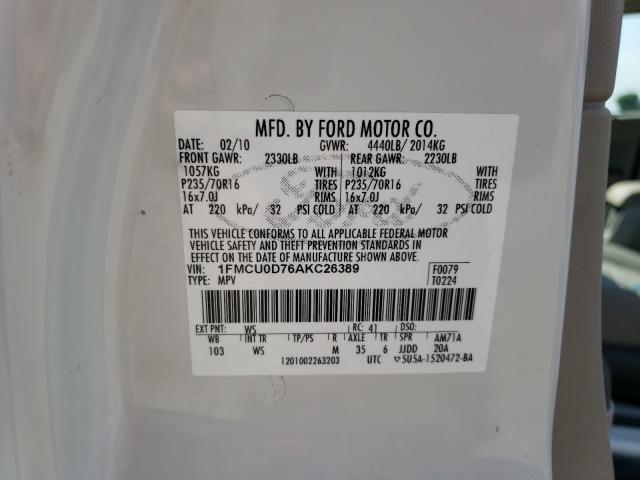 MFD. BY FORD MOTOR CO.
DATE: 02/10 GVWR: 4440LB/ 2014KG
FRONT GAWR: 2330LB REAR GAWR: 2230LB
1057KG WITH 1012KG WITH
P235/70R16 TIRES P235/70R16 TIRES
16x7.0J RIMS 16x7.0J RIMS
AT 220 kPa/ 32 PSI COLD AT 220 kPa/ 32 PSI COLD
Ford
THIS VEHICLE CONFORMS TO ALL APPLICABLE FEDERAL MOTOR
VEHICLE SAFETY AND THEFT PREVENTION STANDARDS IN
EFFECT ON THE DATE OF MANUFACTURE SHOWN ABOVE.
VIN: 1FMCU0D76AKC26389 F0079
TYPE: MPV T0224
EXT PNT: WS RC: 41 DSO:
WB INT TR TP/PS R AXLE TR SPR AM71A
103 WS M 35 6 JJDD 20A
1201002263203 UTC ▽5U5A-1520472-BA